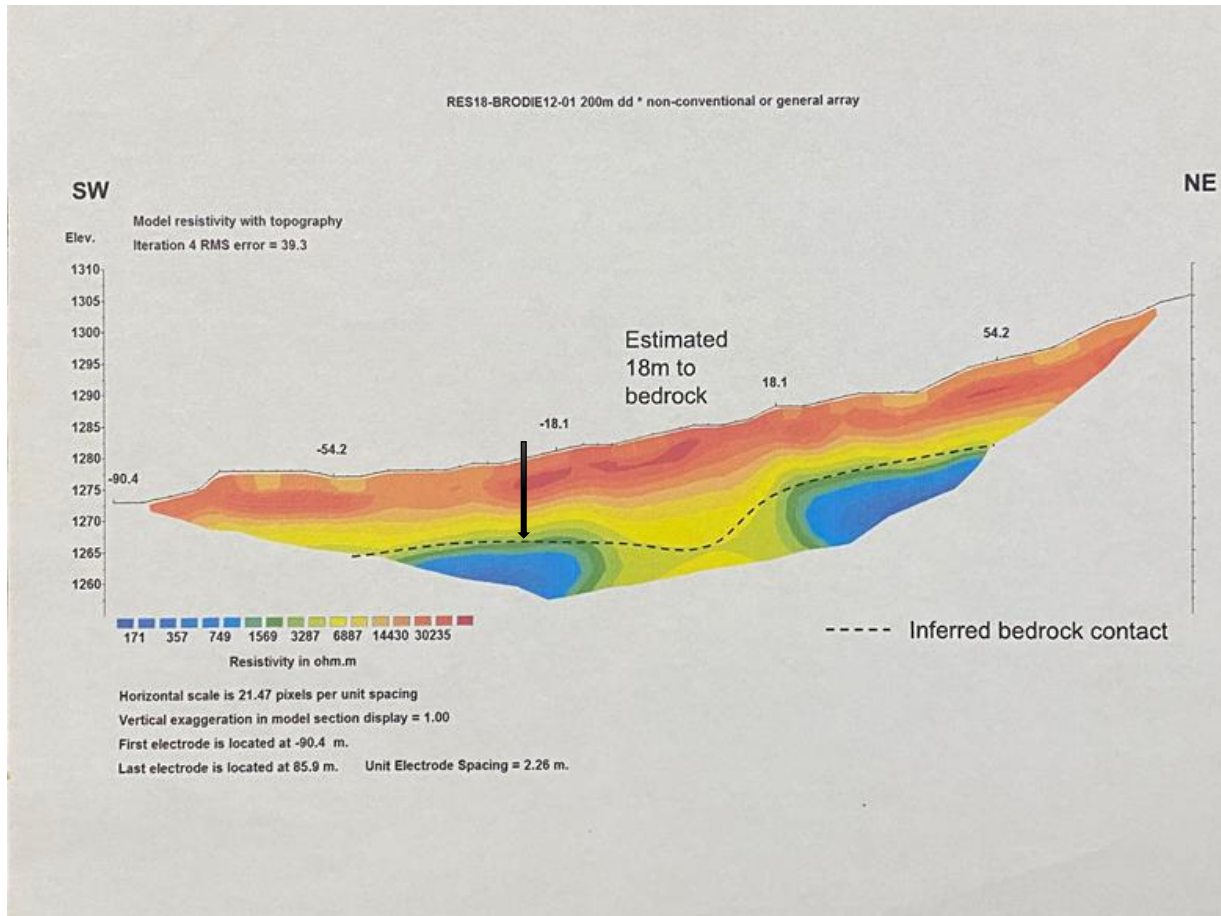 RES18-BRODIE12-01 200m dd * non-conventional or general array
SW
NE
Model resistivity with topography
Iteration 4 RMS error = 39.3
Elev.
1310
1305
1300
1295
1290
1285
1280
1275
1270
1265
1260
-90.4
-54.2
-18.1
18.1
54.2
Estimated
18m to
bedrock
171 357 749 1569 3287 6887 14430 30235
Resistivity in ohm.m
Inferred bedrock contact
Horizontal scale is 21.47 pixels per unit spacing
Vertical exaggeration in model section display = 1.00
First electrode is located at -90.4 m.
Last electrode is located at 85.9 m. Unit Electrode Spacing = 2.26 m.